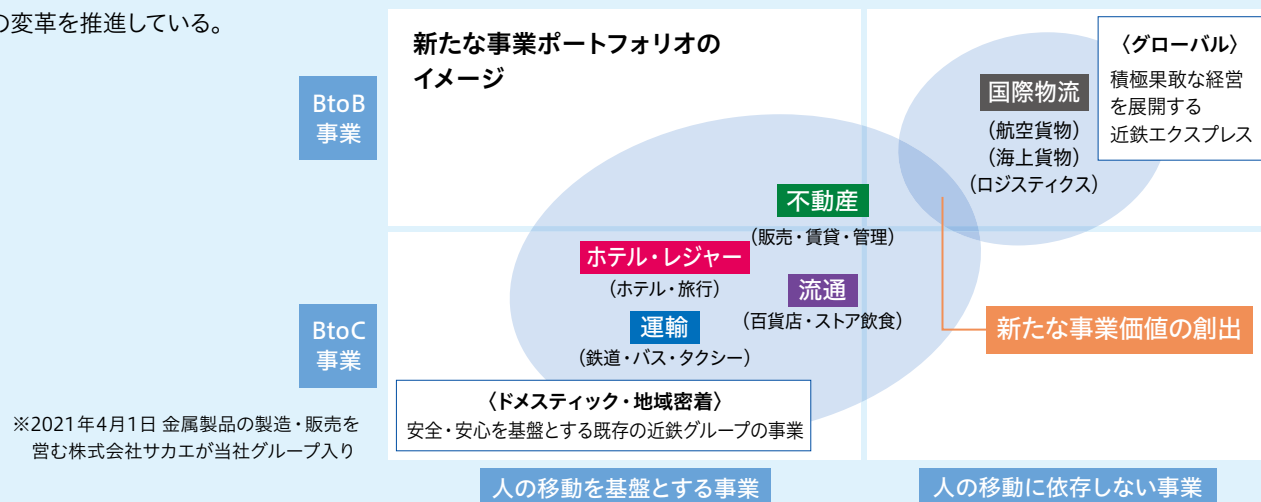 の変革を推進している。
新たな事業ポートフォリオの
イメージ
〈グローバル〉
積極果敢な経営
を展開する
近鉄エクスプレス
BtoB
事業
国際物流
（航空貨物）
（海上貨物）
（ロジスティクス）
不動産
（販売・賃貸・管理）
ホテル・レジャー
（ホテル・旅行）
流通
（百貨店・ストア飲食）
運輸
（鉄道・バス・タクシー）
BtoC
事業
新たな事業価値の創出
〈ドメスティック・地域密着〉
安全・安心を基盤とする既存の近鉄グループの事業
※2021年4月1日 金属製品の製造・販売を
営む株式会社サカエが当社グループ入り
人の移動を基盤とする事業
人の移動に依存しない事業